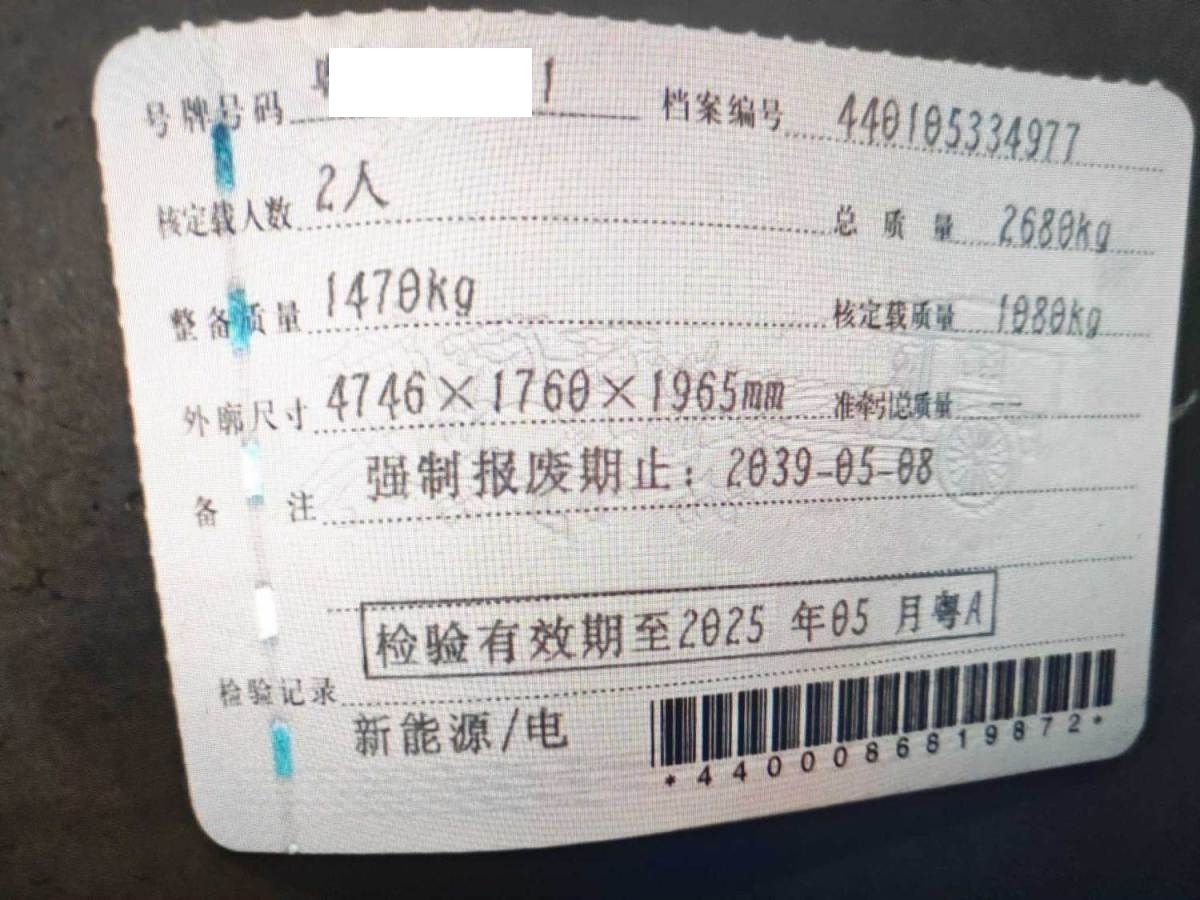 号牌号码 1 档案编号 440105334977
核定载人数 2人 总质量 2680kg
整备质量 1470kg 核定载质量 1080kg
外廓尺寸 4746×1760×1965mm 准牵引总质量 --
备注 强制报废期止：2039-05-08
检验有效期至2025 年05 月粤A
检验记录
新能源/电
*4400086819872*